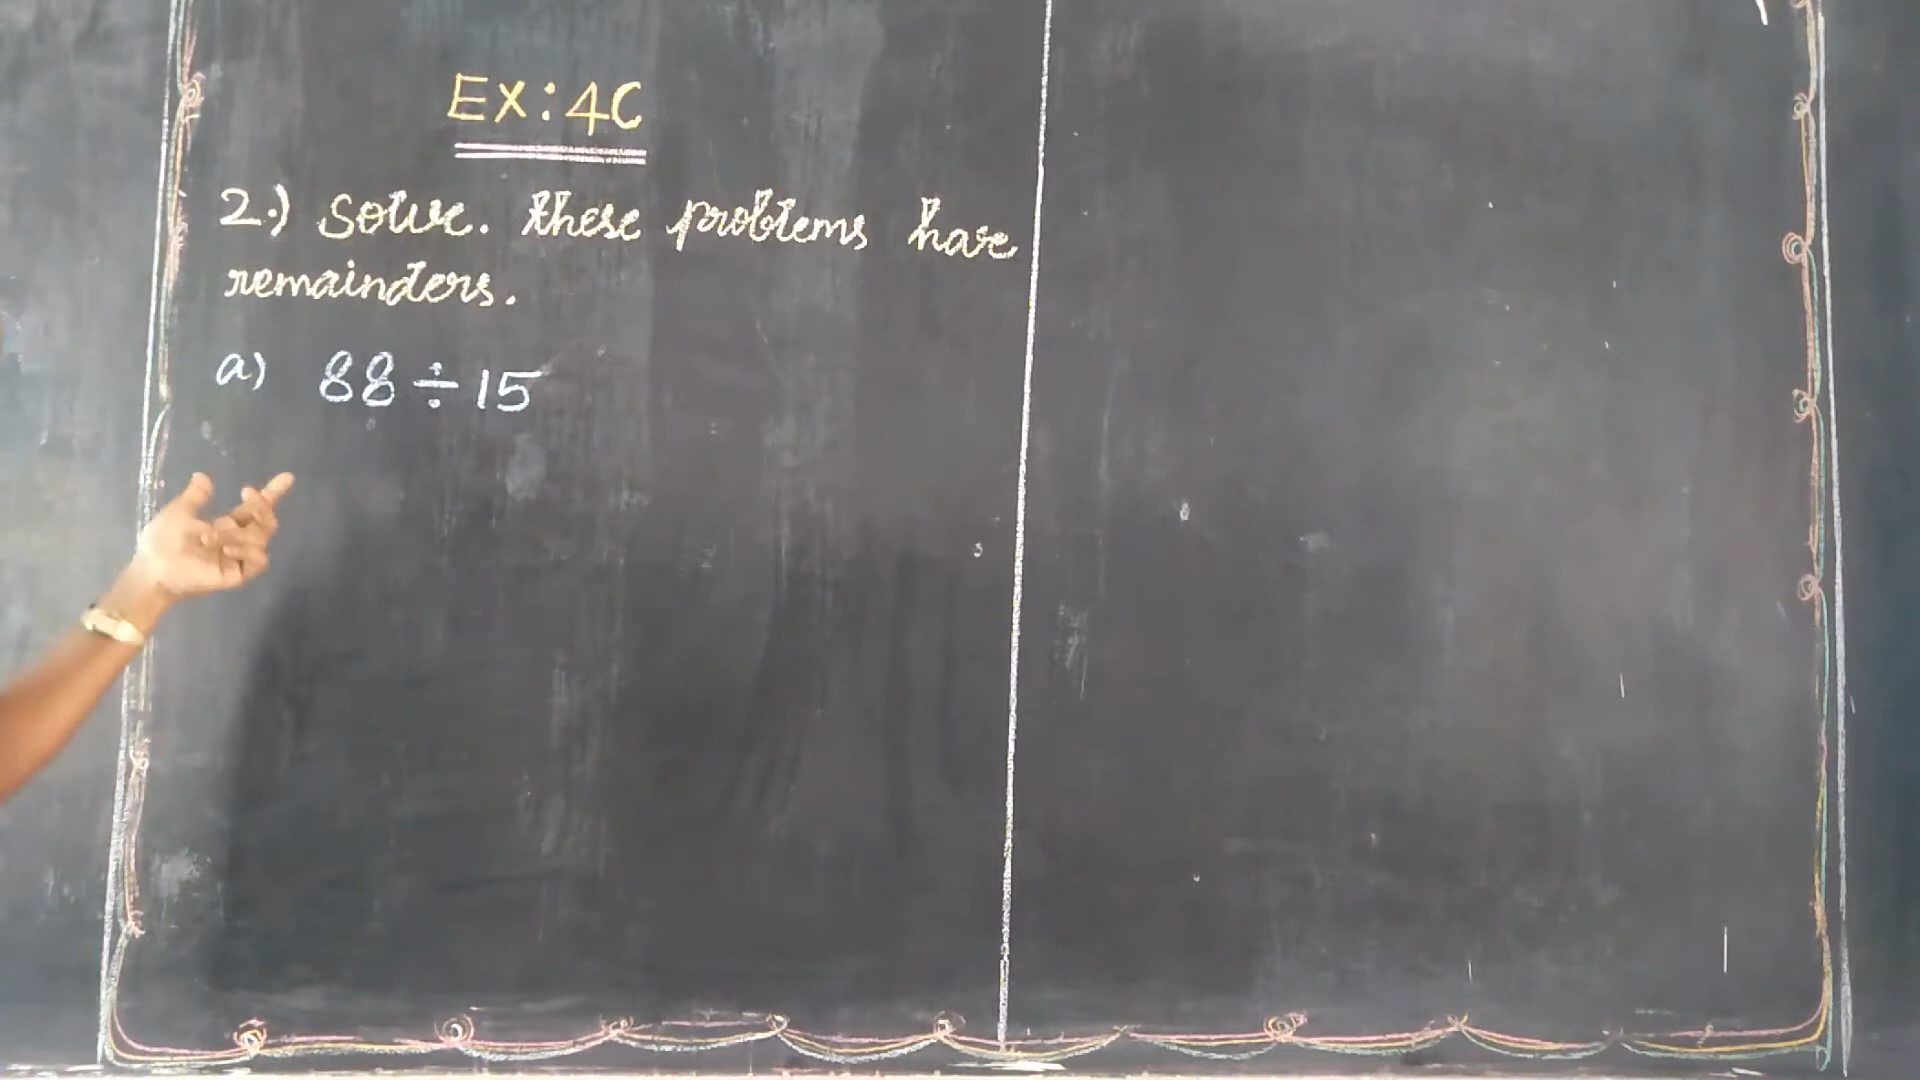 EX: 4C
2.) Solve. These problems have
remainders.
a) 88 ÷ 15